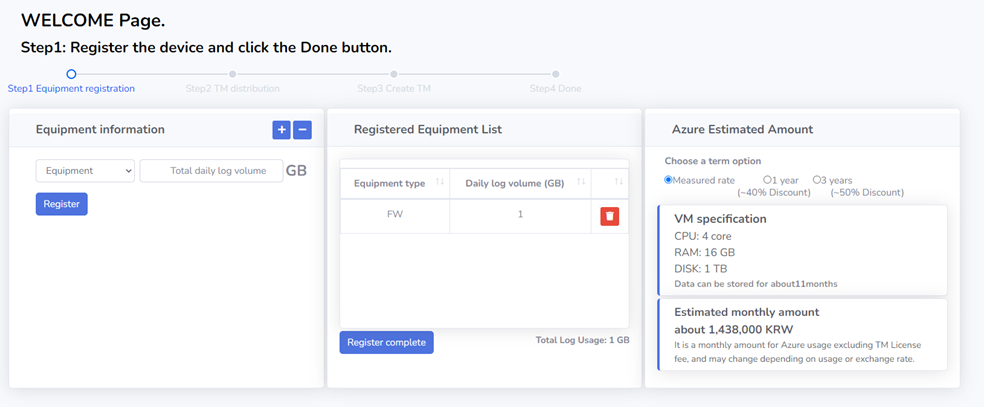 WELCOME Page.
Step1: Register the device and click the Done button.
Step1 Equipment registration
Step2 TM distribution
Step3 Create TM
Step4 Done
Equipment information
+ −
Equipment
Total daily log volume
GB
Register
Registered Equipment List
Equipment type
Daily log volume (GB)
FW
1
Register complete
Total Log Usage: 1 GB
Azure Estimated Amount
Choose a term option
Measured rate
1 year
(~40% Discount)
3 years
(~50% Discount)
VM specification
CPU: 4 core
RAM: 16 GB
DISK: 1 TB
Data can be stored for about11months
Estimated monthly amount
about 1,438,000 KRW
It is a monthly amount for Azure usage excluding TM License
fee, and may change depending on usage or exchange rate.